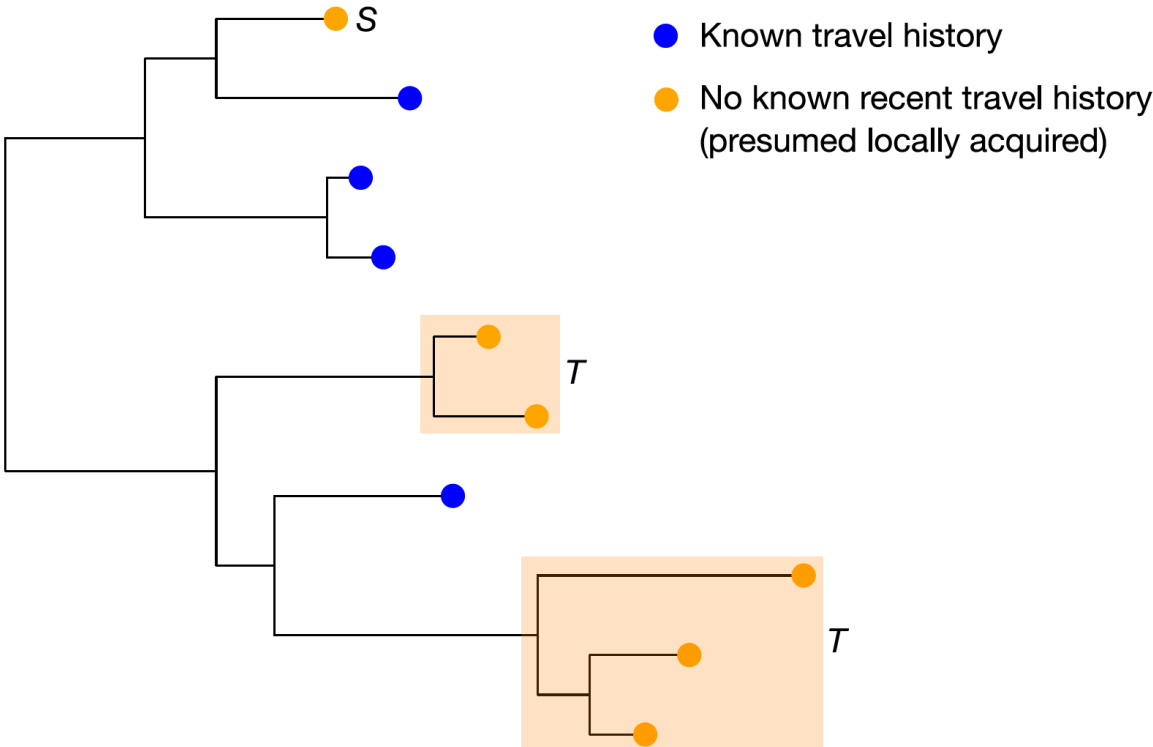 S
Known travel history
No known recent travel history
(presumed locally acquired)
T
T